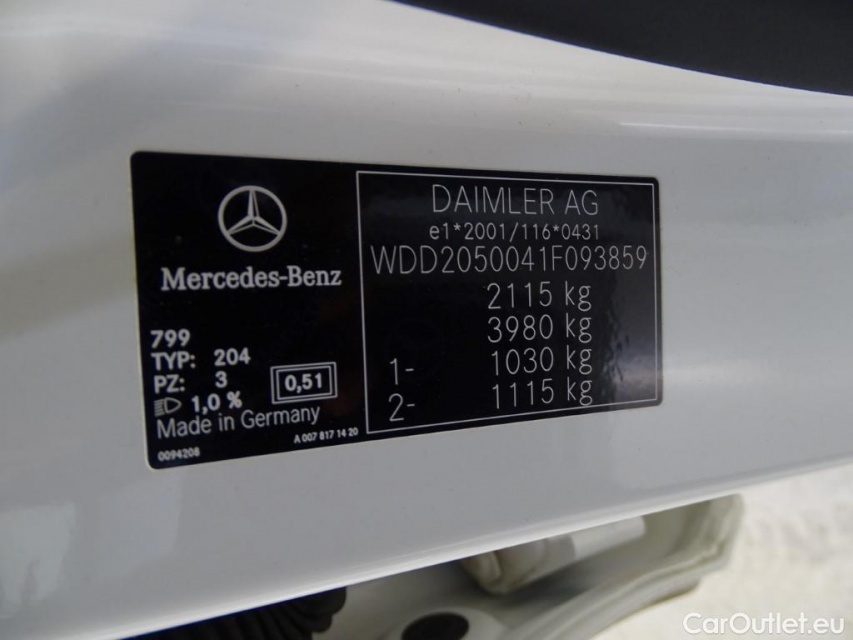 Mercedes-Benz
799
TYP: 204
PZ: 3
0,51
1,0 %
Made in Germany
0094208
A 007 817 14 20
DAIMLER AG
e1*2001/116*0431
WDD2050041F093859
2115 kg
3980 kg
1- 1030 kg
2- 1115 kg
CarOutlet.eu